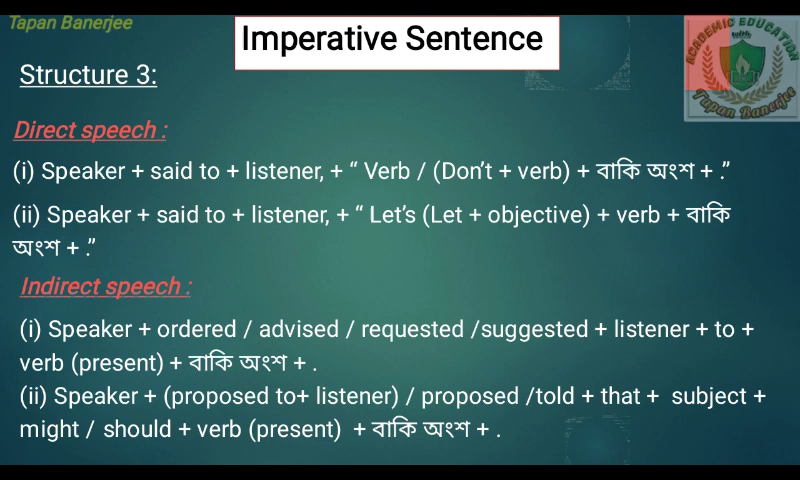 Tapan Banerjee
Imperative Sentence
ACADEMIC EDUCATION
with
Tapan Banerjee
Structure 3:
Direct speech :
(i) Speaker + said to + listener, + “ Verb / (Don’t + verb) + বাকি অংশ + .”
(ii) Speaker + said to + listener, + “ Let’s (Let + objective) + verb + বাকি
অংশ + .”
Indirect speech :
(i) Speaker + ordered / advised / requested /suggested + listener + to +
verb (present) + বাকি অংশ + .
(ii) Speaker + (proposed to+ listener) / proposed /told + that + subject +
might / should + verb (present) + বাকি অংশ + .